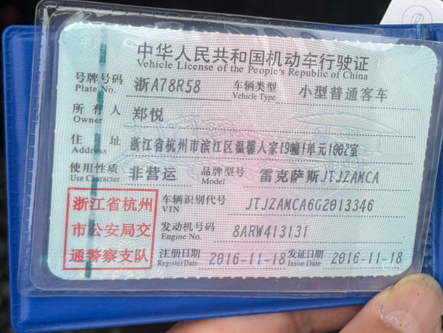 中华人民共和国机动车行驶证
Vehicle License of the People's Republic of China
号牌号码 浙A78R58 车辆类型 小型普通客车
Plate No. Vehicle Type
所有人 郑悦
Owner
住址 浙江省杭州市滨江区温馨人家19幢1单元1002室
Address
使用性质 非营运 品牌型号 雷克萨斯JTJZAMCA
Use Character Model
浙江省杭州
市公安局交
通警察支队
车辆识别代号 JTJZAMCA6G2013346
VIN
发动机号码 8ARW413131
Engine No.
注册日期 2016-11-18 发证日期 2016-11-18
Register Date Issue Date